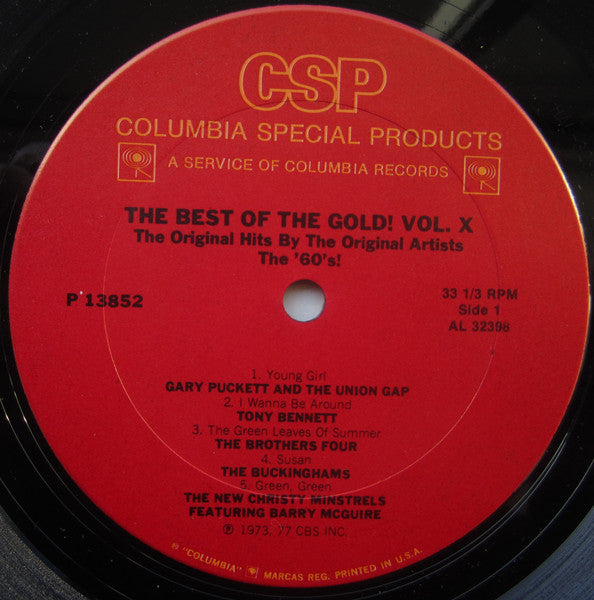 CSP
COLUMBIA SPECIAL PRODUCTS
A SERVICE OF COLUMBIA RECORDS
THE BEST OF THE GOLD! VOL. X
The Original Hits By The Original Artists
The '60's!
P 13852
33 1/3 RPM
Side 1
AL 32398
1. Young Girl
GARY PUCKETT AND THE UNION GAP
2. I Wanna Be Around
TONY BENNETT
3. The Green Leaves Of Summer
THE BROTHERS FOUR
4. Susan
THE BUCKINGHAMS
5. Green, Green
THE NEW CHRISTY MINSTRELS
FEATURING BARRY MCGUIRE
℗ 1973, '77 CBS INC.
® "COLUMBIA" MARCAS REG. PRINTED IN U.S.A.